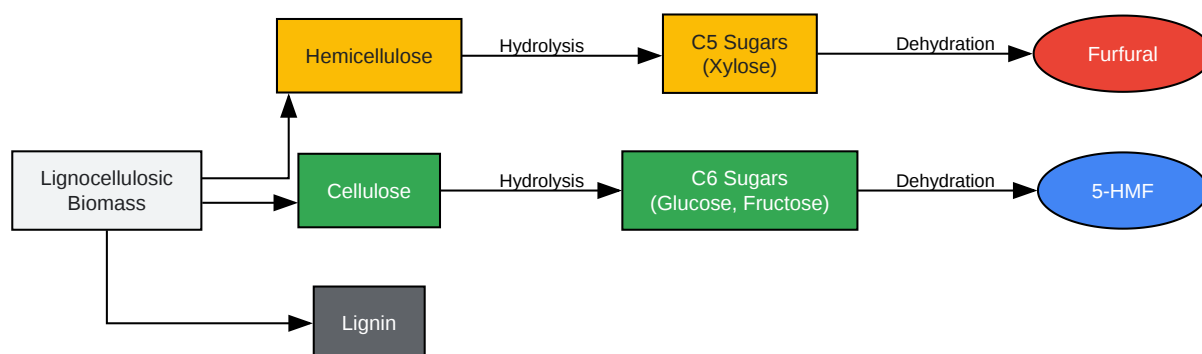 Hemicellulose
Hydrolysis
C5 Sugars
(Xylose)
Dehydration
Furfural
Lignocellulosic
Biomass
Cellulose
Hydrolysis
C6 Sugars
(Glucose, Fructose)
Dehydration
5-HMF
Lignin